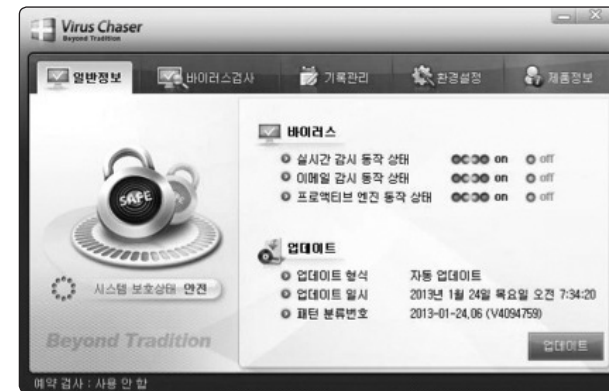 Virus Chaser
Beyond Tradition
일반정보 바이러스검사 기록관리 환경설정 제품정보
바이러스
실시간 감시 동작 상태 on off
이메일 감시 동작 상태 on off
프로액티브 엔진 동작 상태 on off
SAFE
업데이트
업데이트 형식 자동 업데이트
시스템 보호상태 안전
업데이트 일시 2013년 1월 24일 목요일 오전 7:34:20
패턴 분류번호 2013-01-24,06 (V4094759)
Beyond Tradition
업데이트
예약 검사 : 사용 안 함